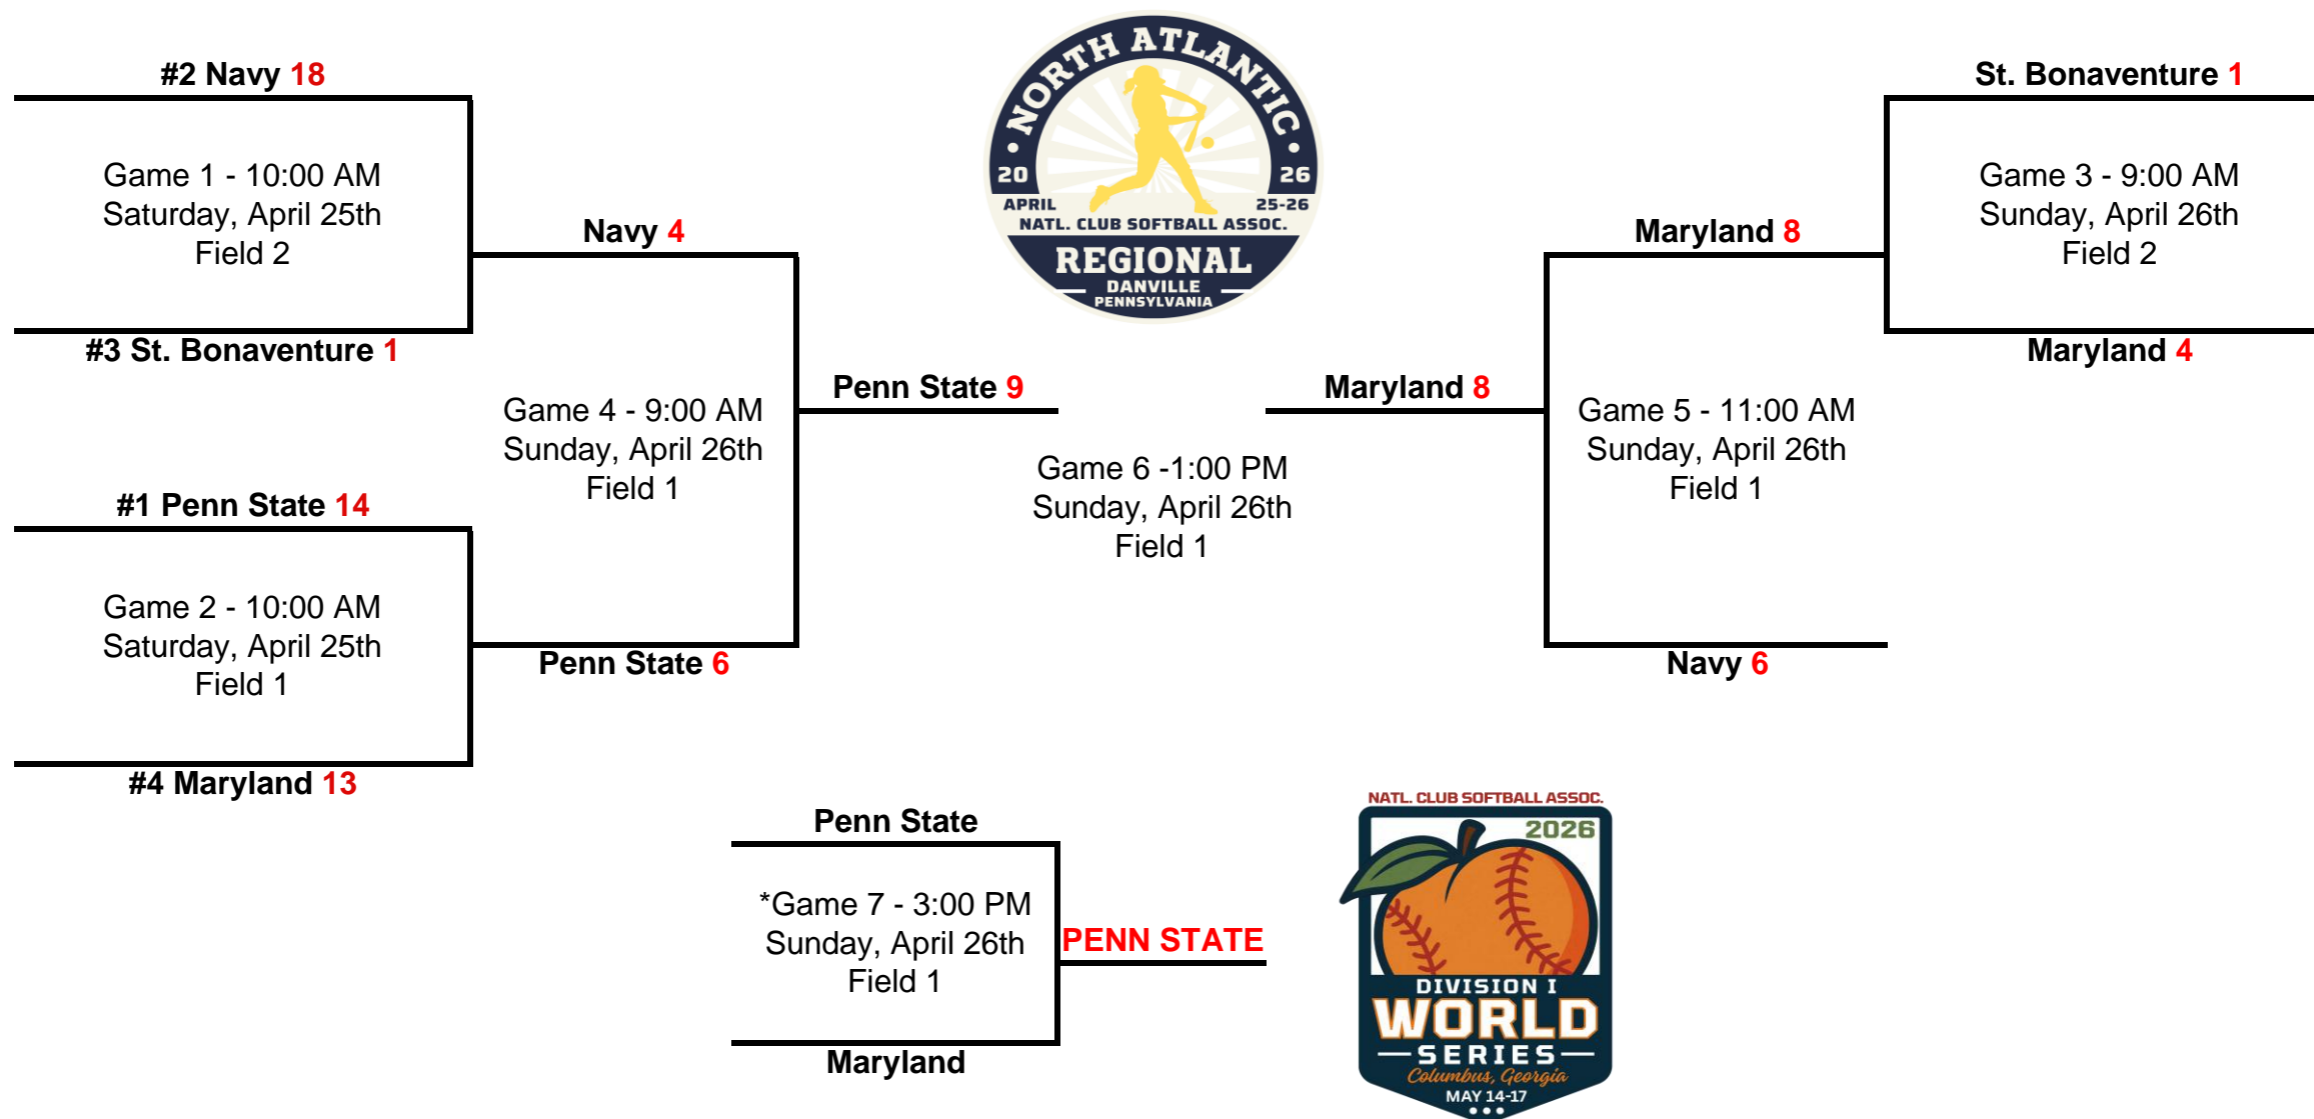 #2 Navy 18
Game 1 - 10:00 AM
Saturday, April 25th
Field 2
#3 St. Bonaventure 1
Navy 4
#1 Penn State 14
Game 2 - 10:00 AM
Saturday, April 25th
Field 1
#4 Maryland 13
Game 4 - 9:00 AM
Sunday, April 26th
Field 1
Penn State 6
Penn State 9
NORTH ATLANTIC
20 26
APRIL 25-26
NATL. CLUB SOFTBALL ASSOC.
REGIONAL
DANVILLE
PENNSYLVANIA
Game 6 -1:00 PM
Sunday, April 26th
Field 1
Maryland 8
Maryland 8
Game 5 - 11:00 AM
Sunday, April 26th
Field 1
Navy 6
St. Bonaventure 1
Game 3 - 9:00 AM
Sunday, April 26th
Field 2
Maryland 4
Penn State
*Game 7 - 3:00 PM
Sunday, April 26th
Field 1
Maryland
PENN STATE
NATL. CLUB SOFTBALL ASSOC.
2026
DIVISION I
WORLD
SERIES
Columbus, Georgia
MAY 14-17